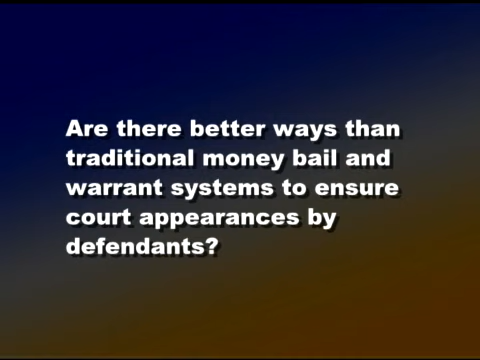 Are there better ways than
traditional money bail and
warrant systems to ensure
court appearances by
defendants?